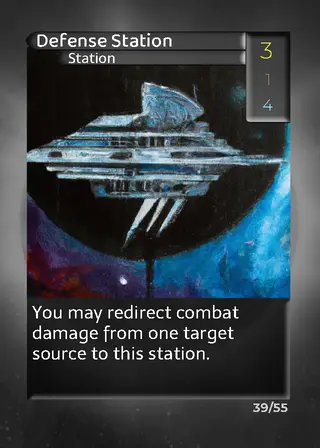 Defense Station
Station
3
1
4
You may redirect combat
damage from one target
source to this station.
39/55